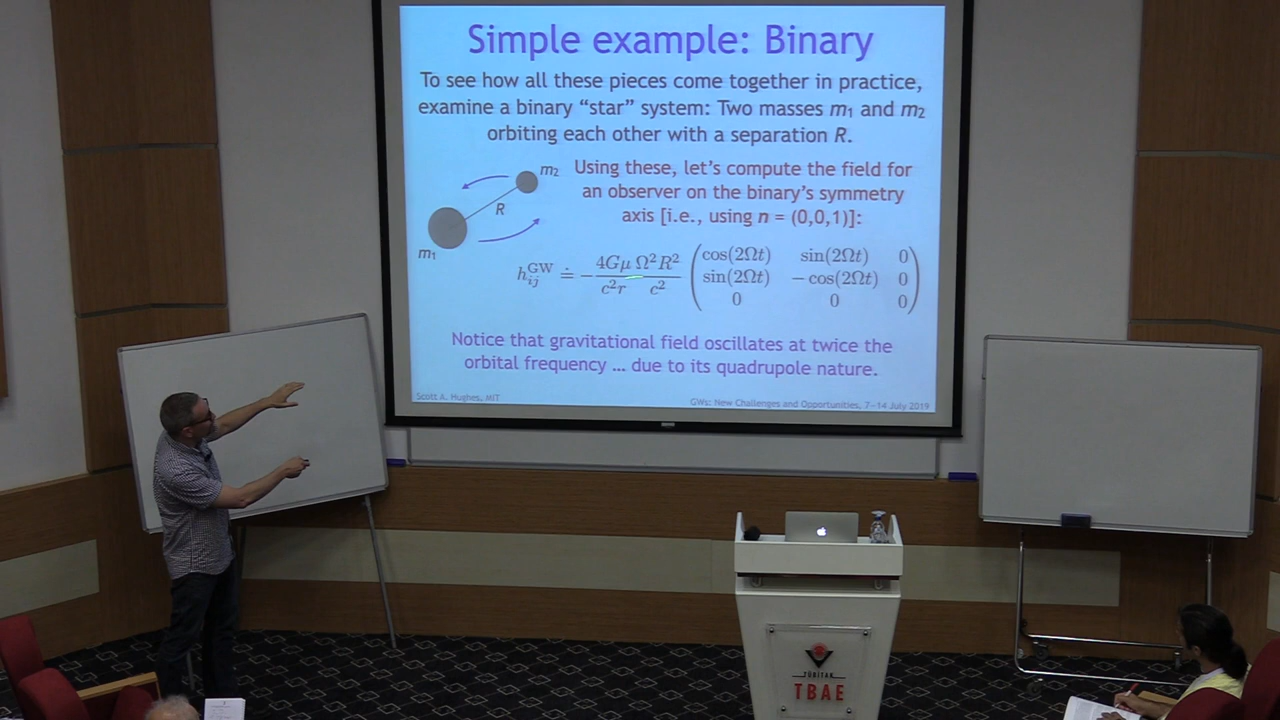 Simple example: Binary
To see how all these pieces come together in practice,
examine a binary “star” system: Two masses m₁ and m₂
orbiting each other with a separation R.
m₂
R
m₁
Using these, let’s compute the field for
an observer on the binary’s symmetry
axis [i.e., using n = (0,0,1)]:
h_{ij}^{GW} ≐ −\frac{4Gμ}{c²r} \frac{Ω²R²}{c²} ( cos(2Ωt) sin(2Ωt) 0
sin(2Ωt) −cos(2Ωt) 0
0 0 0 )
Notice that gravitational field oscillates at twice the
orbital frequency … due to its quadrupole nature.
Scott A. Hughes, MIT
GWs: New Challenges and Opportunities, 7−14 July 2019
TÜBİTAK
TBAE